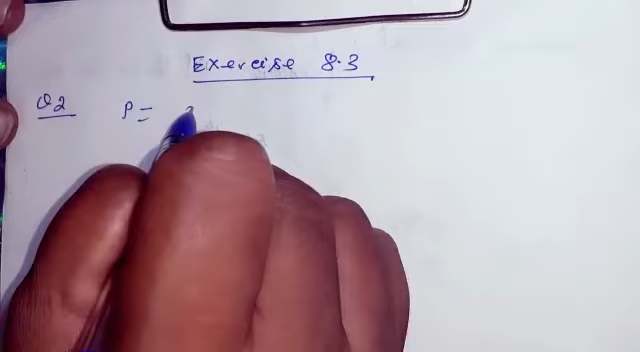 Exercise 8.3
Q2 P =